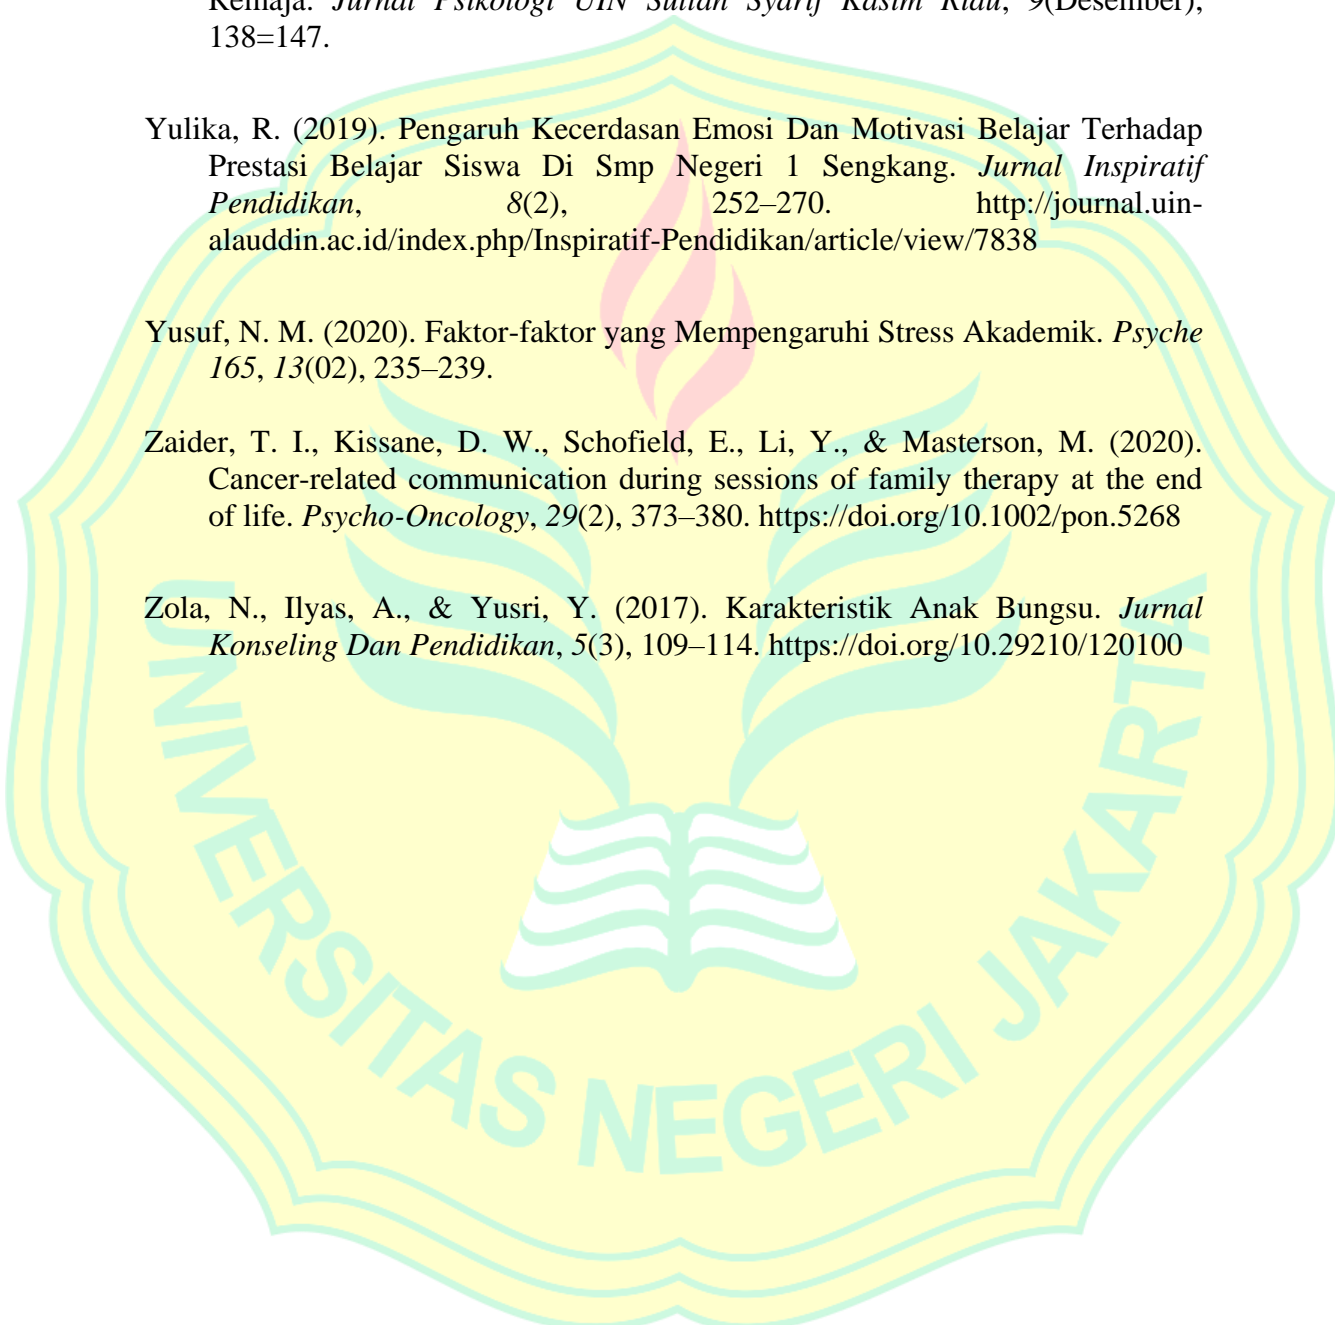 Remaja. Jurnal Psikologi UIN Sultan Syarif Kasim Riau, 9(Desember),
138=147.
Yulika, R. (2019). Pengaruh Kecerdasan Emosi Dan Motivasi Belajar Terhadap
Prestasi Belajar Siswa Di Smp Negeri 1 Sengkang. Jurnal Inspiratif
Pendidikan, 8(2), 252–270. http://journal.uin-
alauddin.ac.id/index.php/Inspiratif-Pendidikan/article/view/7838
Yusuf, N. M. (2020). Faktor-faktor yang Mempengaruhi Stress Akademik. Psyche
165, 13(02), 235–239.
Zaider, T. I., Kissane, D. W., Schofield, E., Li, Y., & Masterson, M. (2020).
Cancer-related communication during sessions of family therapy at the end
of life. Psycho-Oncology, 29(2), 373–380. https://doi.org/10.1002/pon.5268
Zola, N., Ilyas, A., & Yusri, Y. (2017). Karakteristik Anak Bungsu. Jurnal
Konseling Dan Pendidikan, 5(3), 109–114. https://doi.org/10.29210/120100
UNIVERSITAS NEGERI JAKARTA